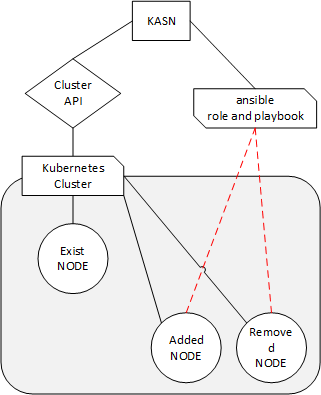 KASN
Cluster
API
ansible
role and playbook
Kubernetes
Cluster
Exist
NODE
Added
NODE
Remove
d
NODE